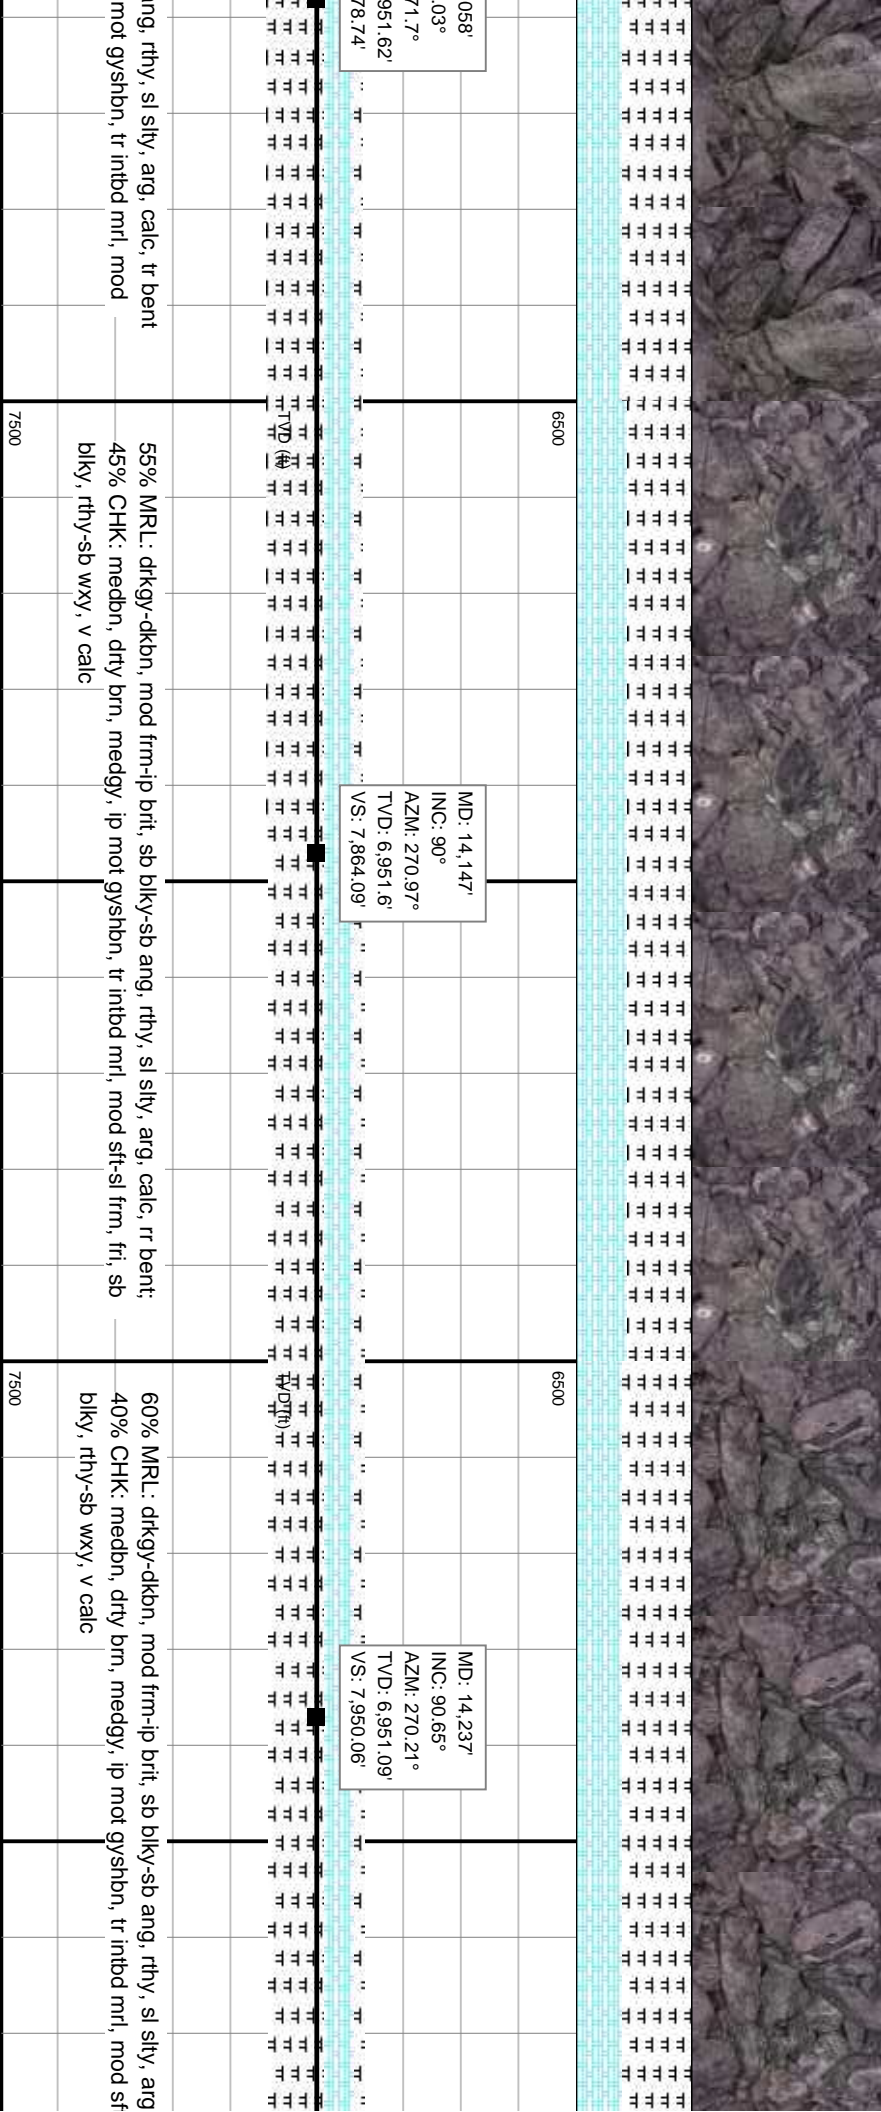 058'
.03°
71.7°
951.62'
78.74'
ang, rthy, sl slty, arg, calc, tr bent
mot gyshbn, tr intbd mrl, mod
6500
TVD (ft)
7500
55% MRL: drkgy-dkbn, mod frm-ip brit, sb blky-sb ang, rthy, sl slty, arg, calc, rr bent;
45% CHK: medbn, drty brn, medgy, ip mot gyshbn, tr intbd mrl, mod sft-sl frm, fri, sb
blky, rthy-sb wxy, v calc
MD: 14,147'
INC: 90°
AZM: 270.97°
TVD: 6,951.6'
VS: 7,864.09'
6500
TVD (ft)
7500
60% MRL: drkgy-dkbn, mod frm-ip brit, sb blky-sb ang, rthy, sl slty, arg
40% CHK: medbn, drty brn, medgy, ip mot gyshbn, tr intbd mrl, mod sf
blky, rthy-sb wxy, v calc
MD: 14,237'
INC: 90.65°
AZM: 270.21°
TVD: 6,951.09'
VS: 7,950.06'